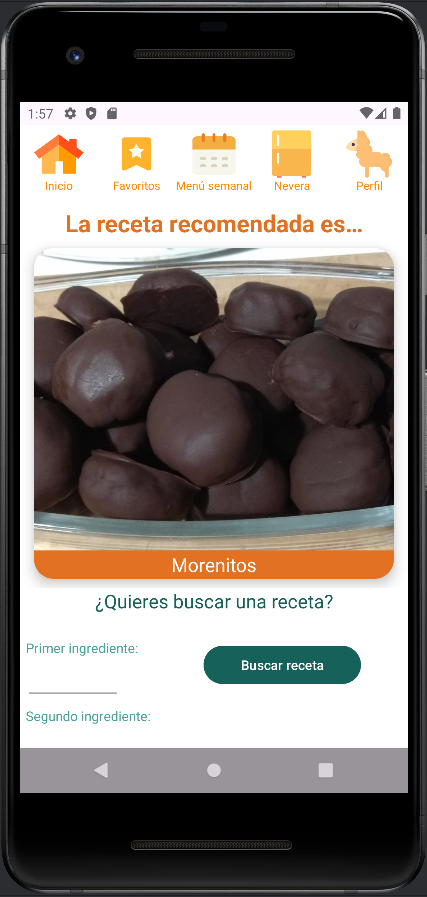 1:57
Inicio
Favoritos
Menú semanal
Nevera
Perfil
La receta recomendada es...
Morenitos
¿Quieres buscar una receta?
Primer ingrediente:
Buscar receta
Segundo ingrediente: